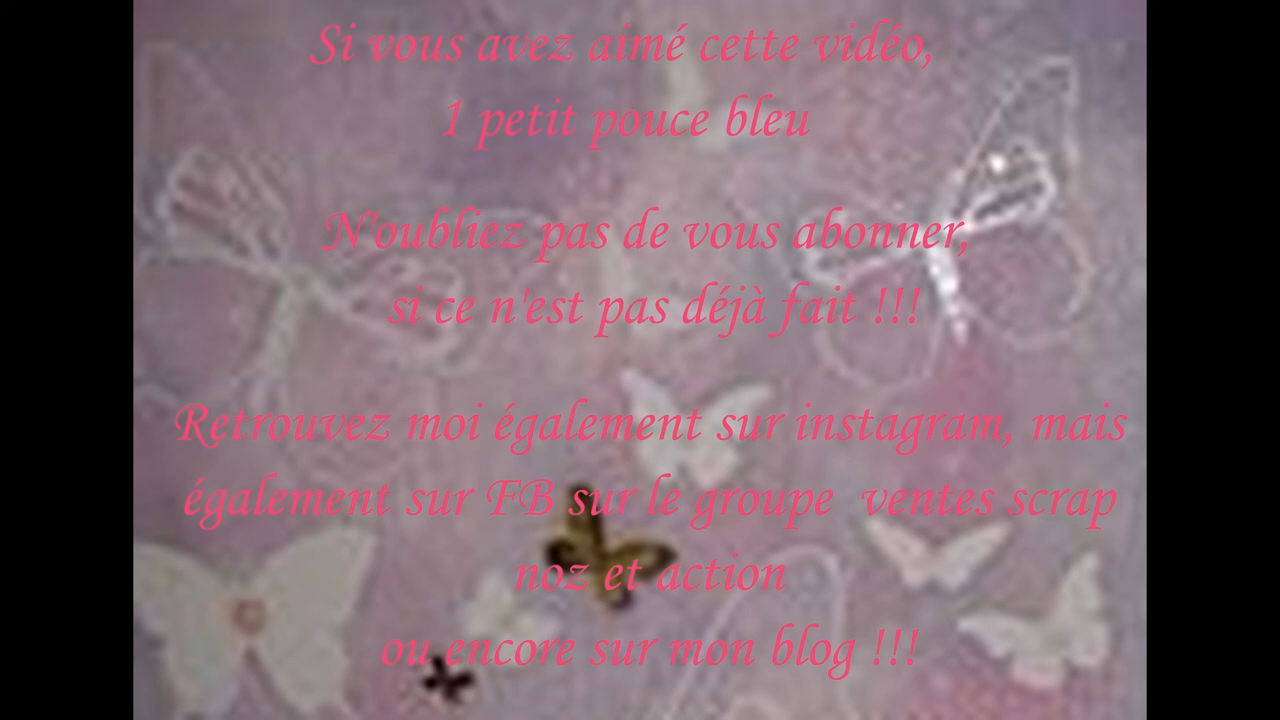 Si vous avez aimé cette vidéo,
1 petit pouce bleu
N'oubliez pas de vous abonner,
si ce n'est pas déjà fait !!!
Retrouvez moi également sur instagram, mais
également sur FB sur le groupe  ventes scrap
noz et action
ou encore sur mon blog !!!